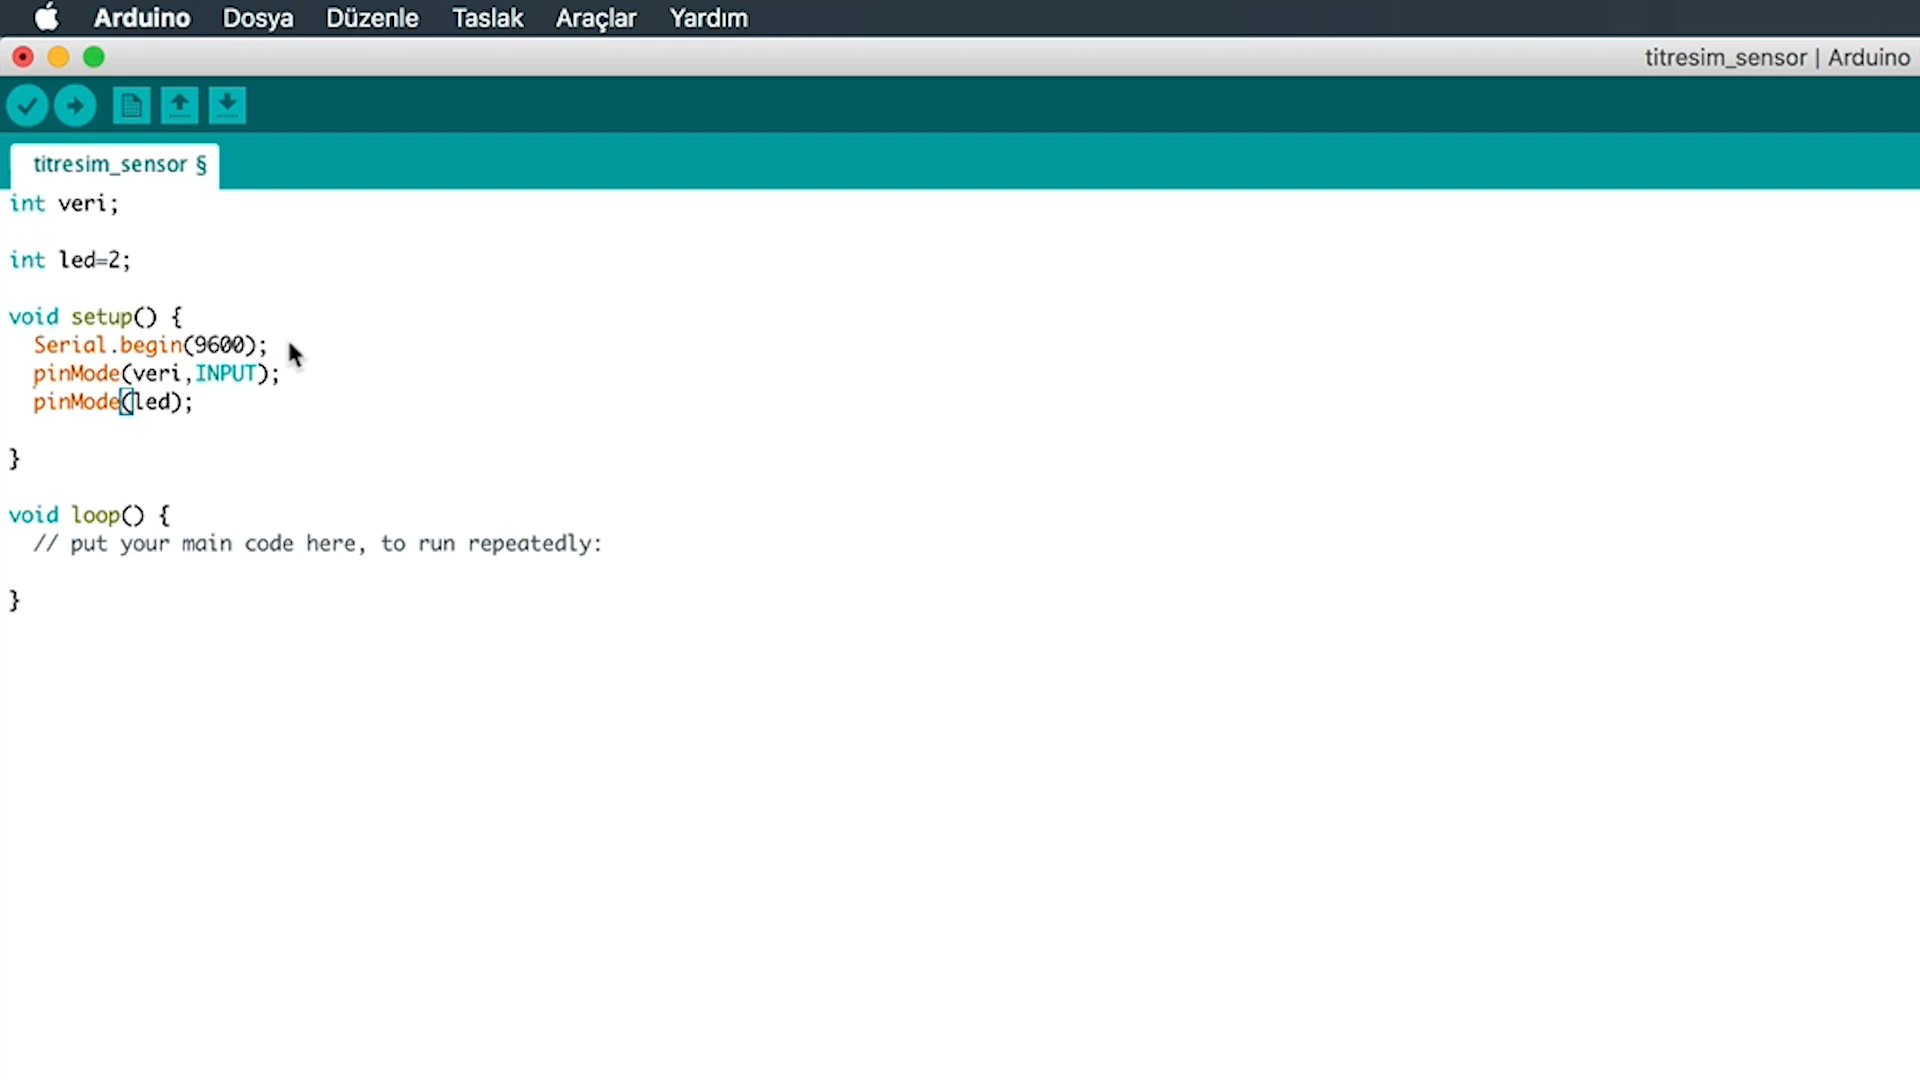 Arduino Dosya Düzenle Taslak Araçlar Yardım
titresim_sensor | Arduino
titresim_sensor §
int veri;
int led=2;
void setup() {
Serial.begin(9600);
pinMode(veri,INPUT);
pinMode(led);
}
void loop() {
// put your main code here, to run repeatedly:
}